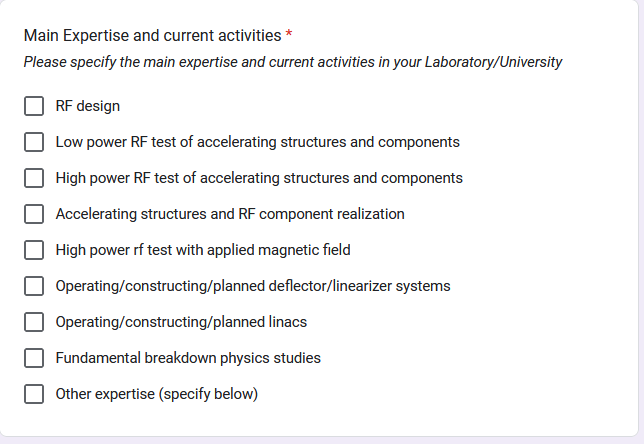 Main Expertise and current activities *
Please specify the main expertise and current activities in your Laboratory/University
RF design
Low power RF test of accelerating structures and components
High power RF test of accelerating structures and components
Accelerating structures and RF component realization
High power rf test with applied magnetic field
Operating/constructing/planned deflector/linearizer systems
Operating/constructing/planned linacs
Fundamental breakdown physics studies
Other expertise (specify below)